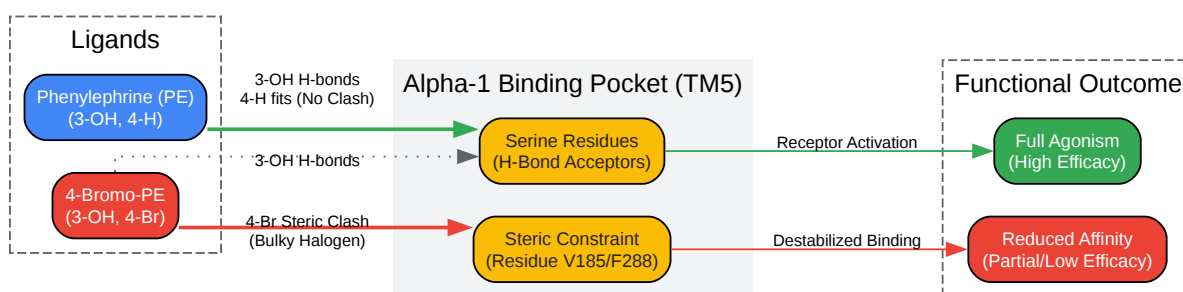 Ligands
Phenylephrine (PE)
(3-OH, 4-H)
4-Bromo-PE
(3-OH, 4-Br)
3-OH H-bonds
4-H fits (No Clash)
3-OH H-bonds
4-Br Steric Clash
(Bulky Halogen)
Alpha-1 Binding Pocket (TM5)
Serine Residues
(H-Bond Acceptors)
Steric Constraint
(Residue V185/F288)
Receptor Activation
Destabilized Binding
Functional Outcome
Full Agonism
(High Efficacy)
Reduced Affinity
(Partial/Low Efficacy)